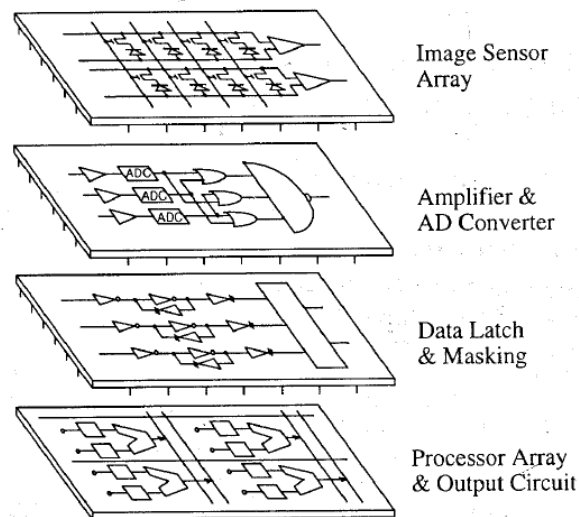 Image Sensor
Array
ADC
ADC
ADC
Amplifier &
AD Converter
Data Latch
& Masking
Processor Array
& Output Circuit